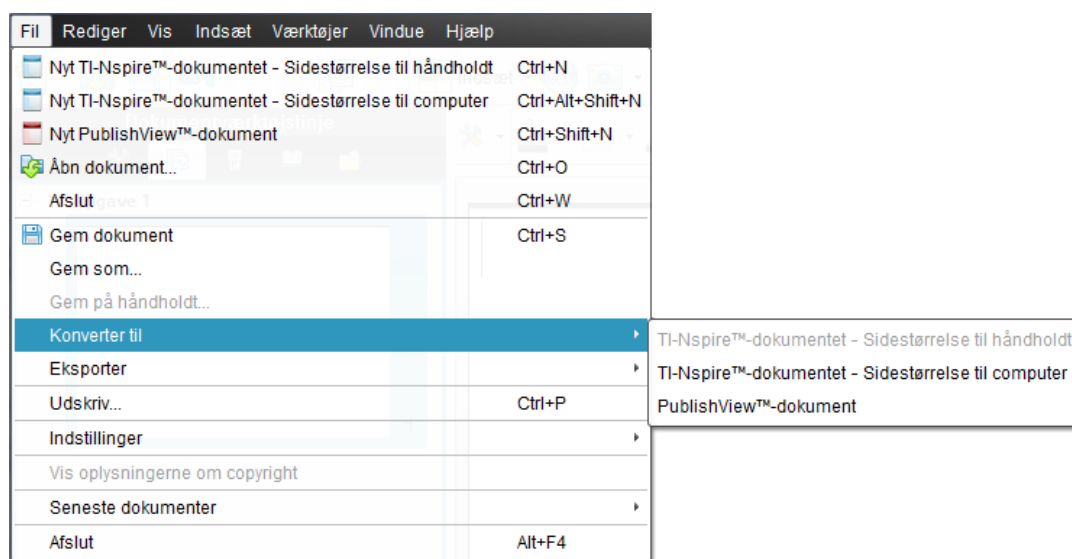 Fil Rediger Vis Indsæt Værktøjer Vindue Hjælp
Nyt TI-Nspire™-dokumentet - Sidestørrelse til håndholdt Ctrl+N
Nyt TI-Nspire™-dokumentet - Sidestørrelse til computer Ctrl+Alt+Shift+N
Dokumentværktøjslinje
Nyt PublishView™-dokument Ctrl+Shift+N
Åbn dokument... Ctrl+O
Afslut Ctrl+W
Gem dokument Ctrl+S
Gem som...
Gem på håndholdt...
Konverter til
TI-Nspire™-dokumentet - Sidestørrelse til håndholdt
TI-Nspire™-dokumentet - Sidestørrelse til computer
PublishView™-dokument
Eksporter
Udskriv... Ctrl+P
Indstillinger
Vis oplysningerne om copyright
Seneste dokumenter
Afslut Alt+F4